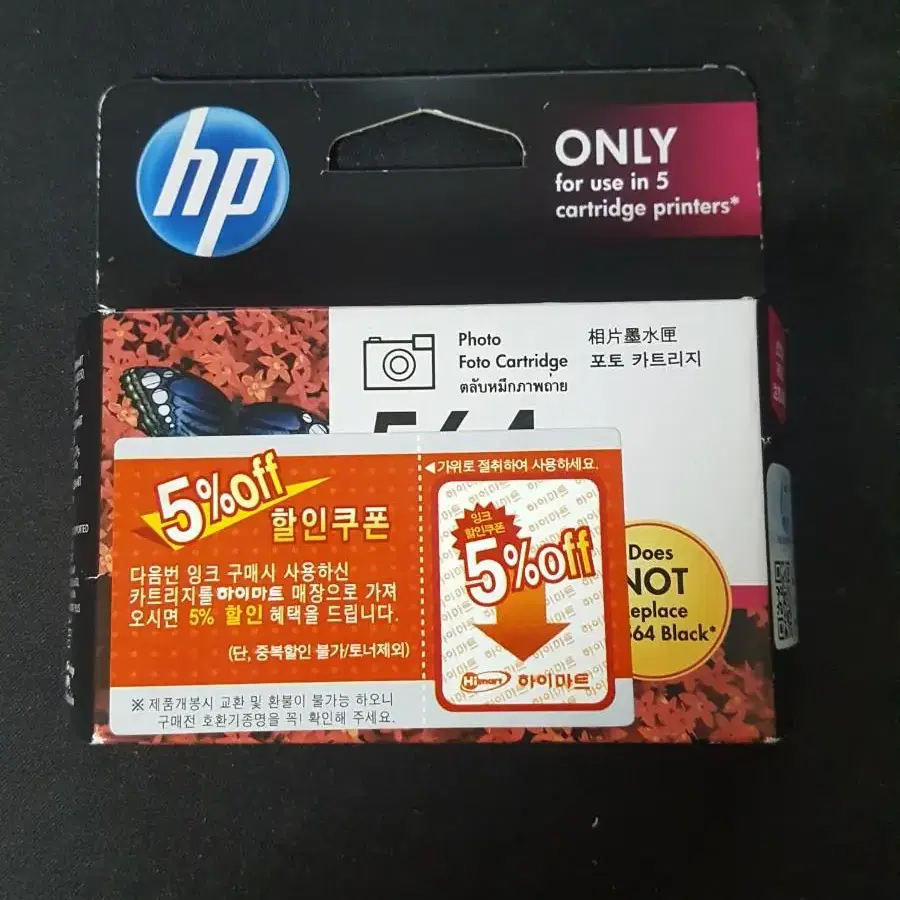 hp
ONLY
for use in 5
cartridge printers*
Photo
Foto Cartridge
ตลับหมึกภาพถ่าย
相片墨水匣
포토 카트리지
564
5%off
할인쿠폰
다음번 잉크 구매시 사용하신
카트리지를 하이마트 매장으로 가져
오시면 5% 할인 혜택을 드립니다.
(단, 중복할인 불가/토너제외)
※ 제품개봉시 교환 및 환불이 불가능 하오니
구매전 호환기종명을 꼭! 확인해 주세요.
◀가위로 절취하여 사용하세요.
잉크
할인쿠폰
5%off
Himart 하이마트
Does
NOT
eplace
64 Black*